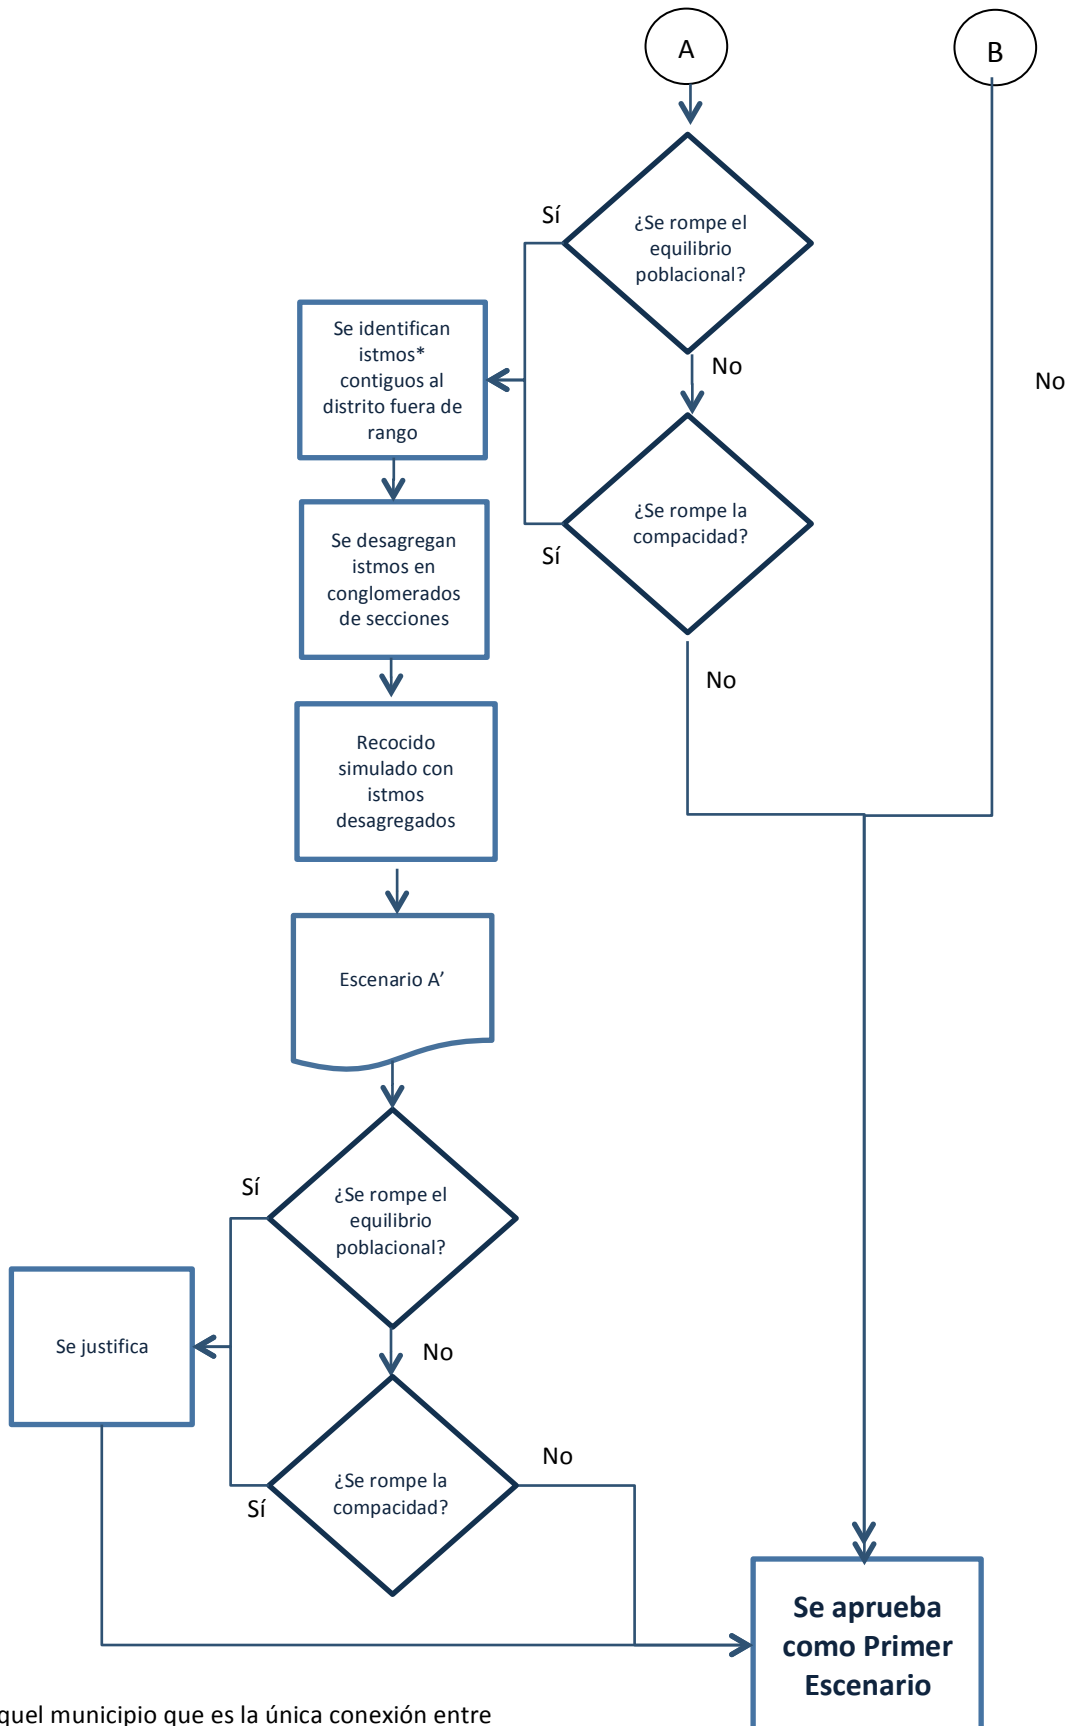 A
B
¿Se rompe el
equilibrio
poblacional?
Sí
No
No
Se identifican
istmos*
contiguos al
distrito fuera de
rango
¿Se rompe la
compacidad?
Sí
No
Se desagregan
istmos en
conglomerados
de secciones
Recocido
simulado con
istmos
desagregados
Escenario A’
¿Se rompe el
equilibrio
poblacional?
Sí
No
Se justifica
¿Se rompe la
compacidad?
Sí
No
Se aprueba
como Primer
Escenario
quel municipio que es la única conexión entre